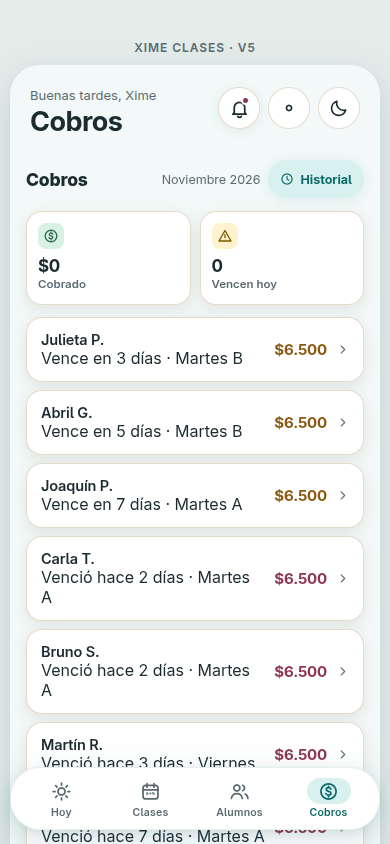 XIME CLASES · V5
Buenas tardes, Xime
Cobros
Cobros
Noviembre 2026
Historial
$0
Cobrado
0
Vencen hoy
Julieta P.
Vence en 3 días · Martes B
$6.500
Abril G.
Vence en 5 días · Martes B
$6.500
Joaquín P.
Vence en 7 días · Martes A
$6.500
Carla T.
Venció hace 2 días · Martes
A
$6.500
Bruno S.
Venció hace 2 días · Martes
A
$6.500
Martín R.
Venció hace 3 días · Viernes
$6.500
Hoy
Clases
Alumnos
Cobros
Venció hace 7 días · Martes A